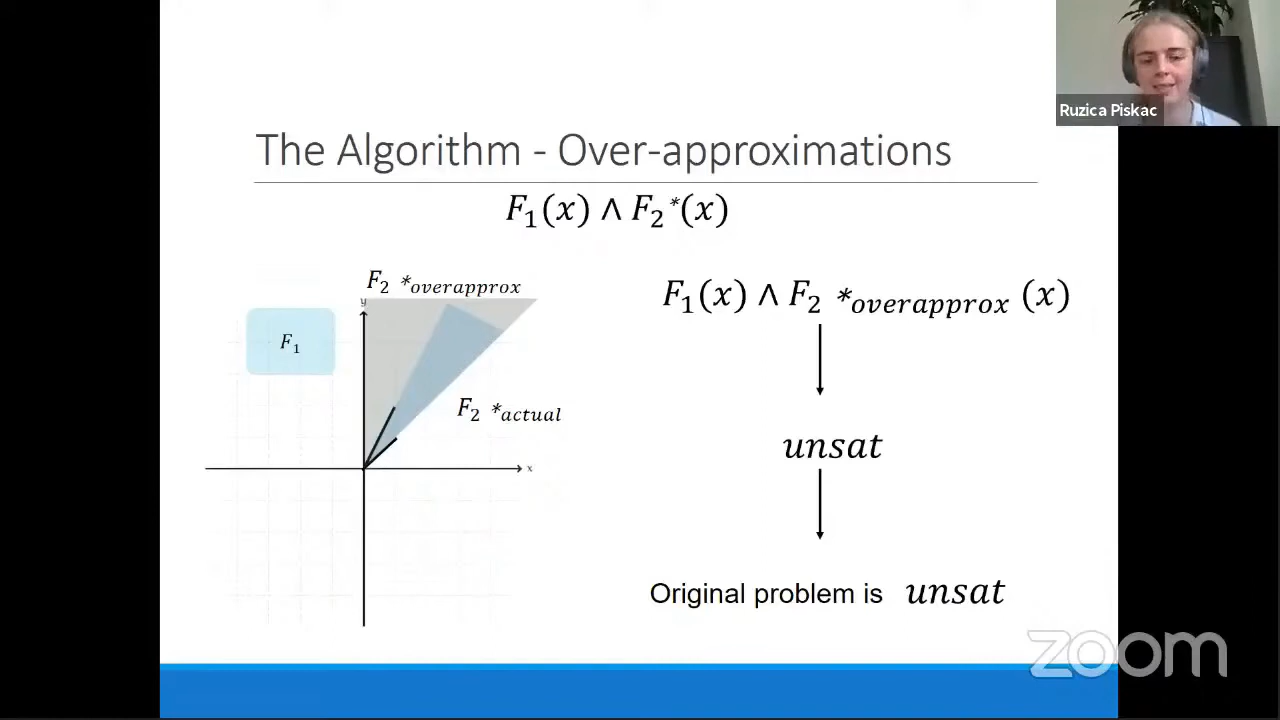 Ruzica Piskac
The Algorithm - Over-approximations
F₁(x) ∧ F₂*(x)
F₂ *overapprox
y
F₁
F₂ *actual
x
F₁(x) ∧ F₂ *overapprox (x)
unsat
Original problem is unsat
zoom